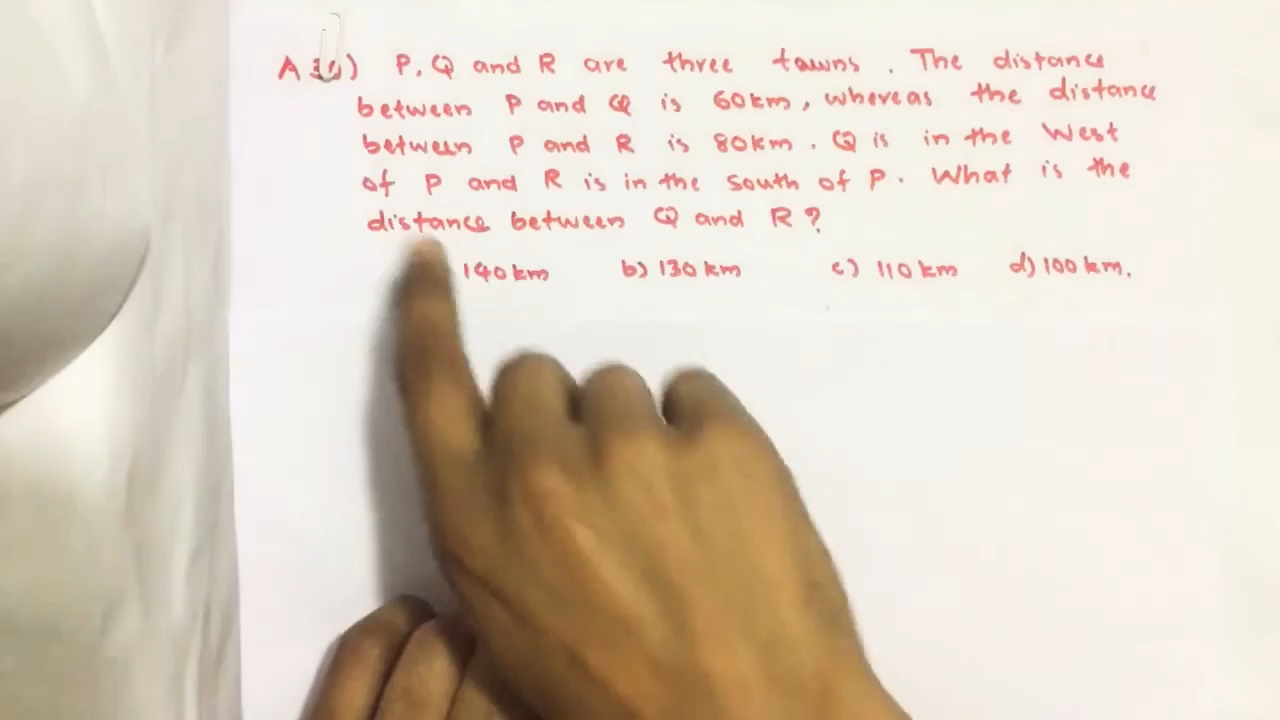 P, Q and R are three towns. The distance
between P and Q is 60km, whereas the distance
between P and R is 80km. Q is in the West
of P and R is in the south of P. What is the
distance between Q and R?
140 km b) 130 km c) 110 km d) 100 km.